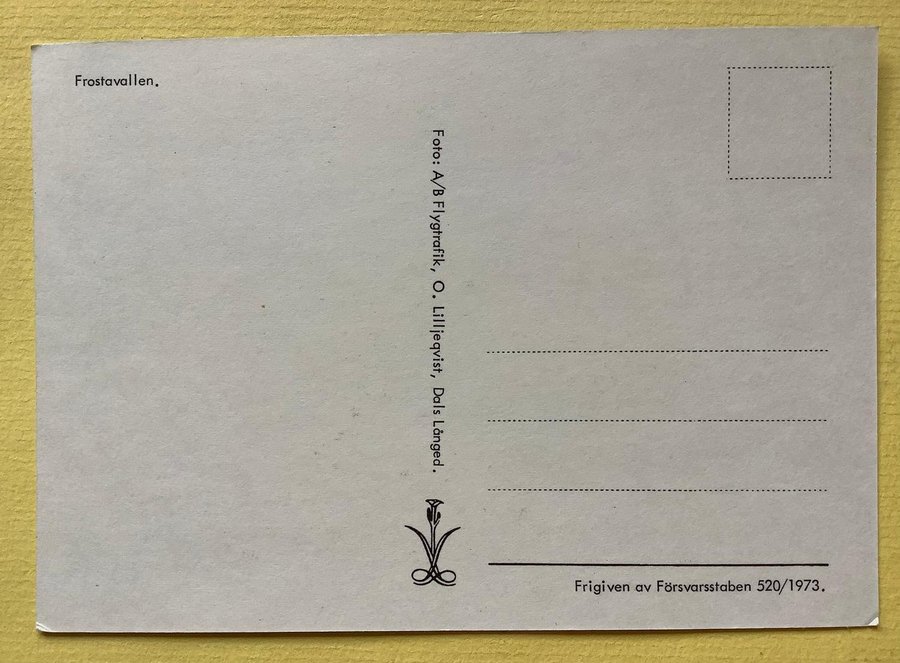 Frostavallen.
Foto: A/B Flygtrafik, O. Lilljeqvist, Dals Långed.
Frigiven av Försvarsstaben 520/1973.